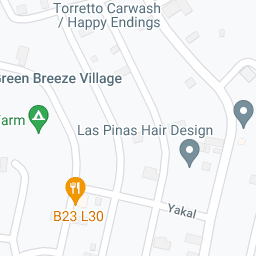 Torretto Carwash
/ Happy Endings
Green Breeze Village
arm
Las Pinas Hair Design
B23 L30
Yakal